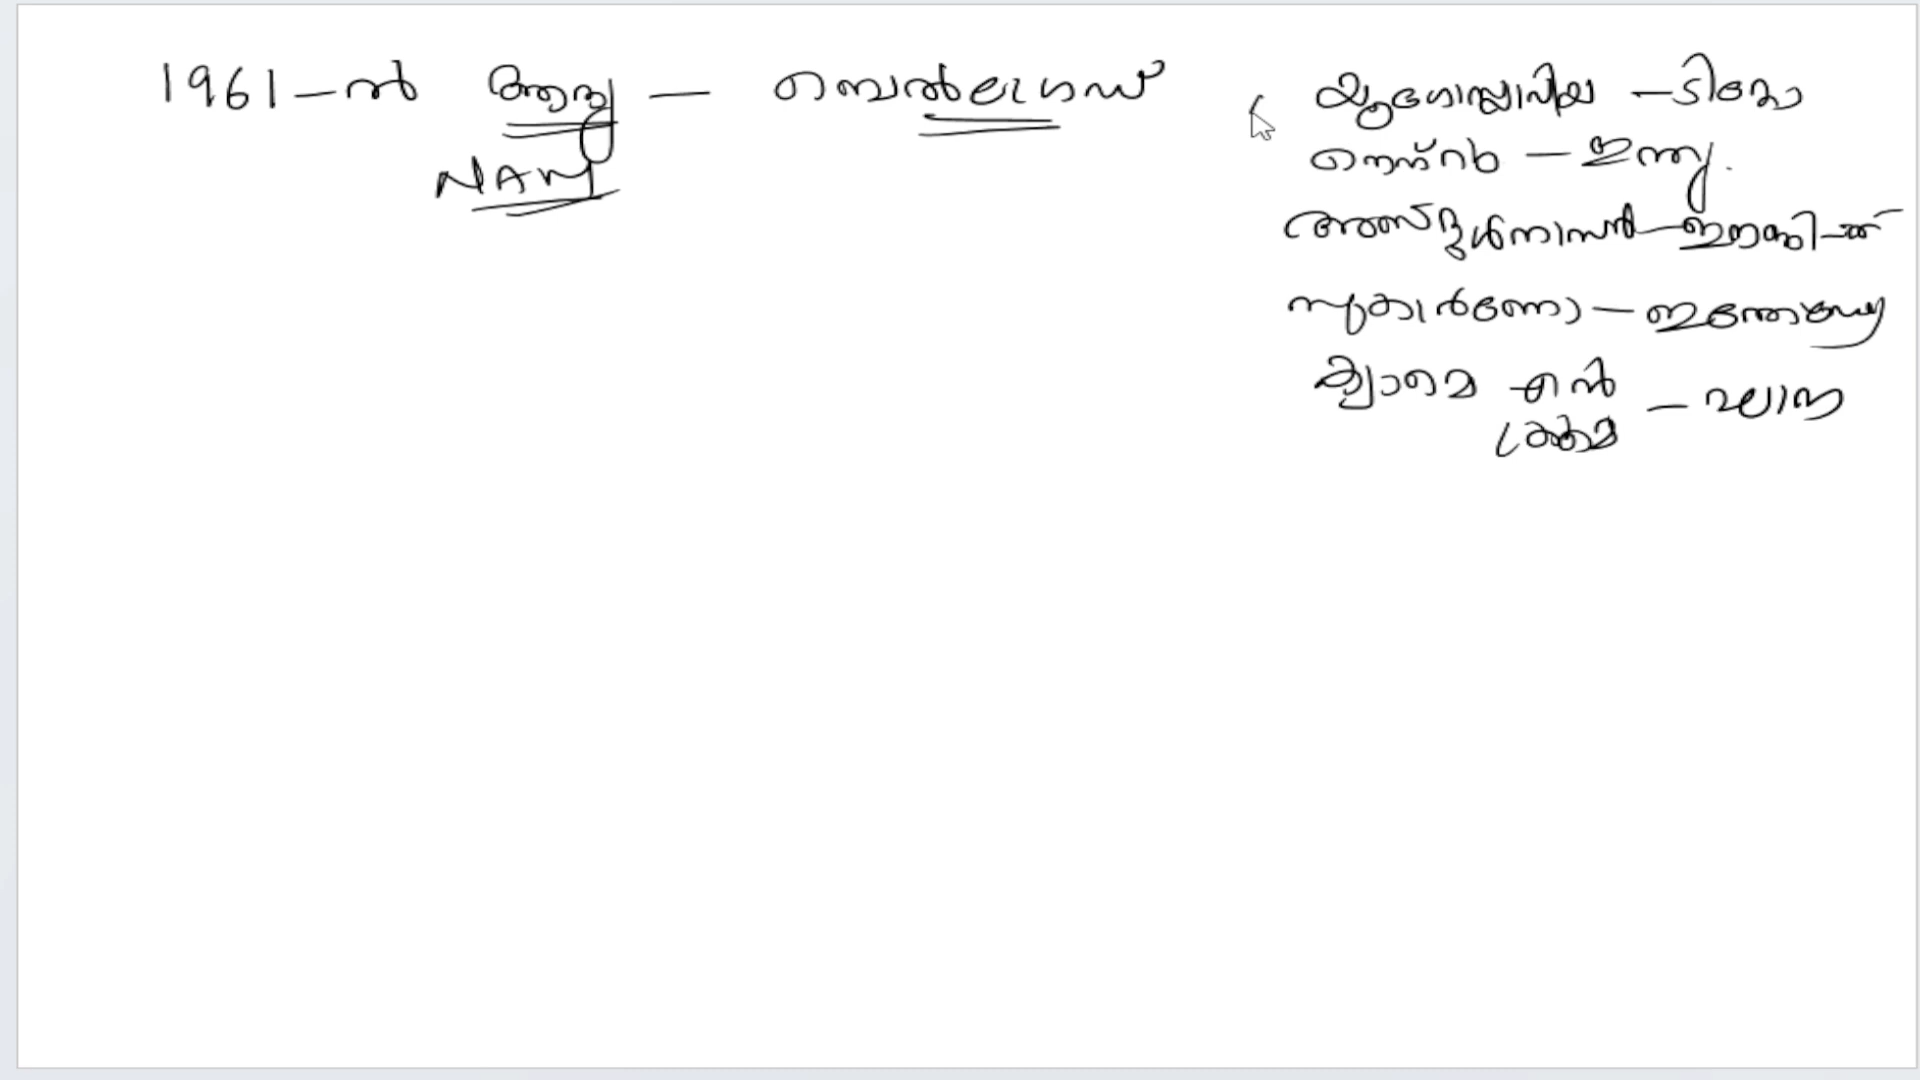 1961-ൽ ആദ്യ — ബെൽഗ്രേഡ്
NAM
യുഗോസ്ലാവിയ – ടിറ്റോ
നെഹ്റു – ഇന്ത്യ.
അബ്ദുൾനാസർ – ഈജിപ്ത്
സുകാർണോ – ഇന്തോനേഷ്യ
ക്വാമെ എൻ
ക്രുമ – ഘാന